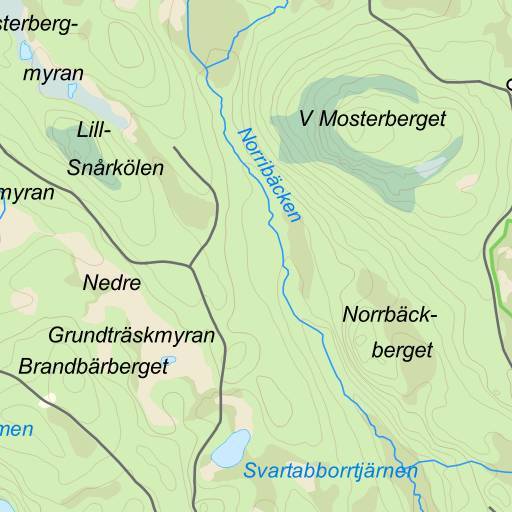 sterberg-
myran
V Mosterberget
Lill-
Snårkölen
Norribäcken
myran
Nedre
Grundträskmyran
Norrbäck-
berget
Brandbärberget
men
Svartabborrtjärnen